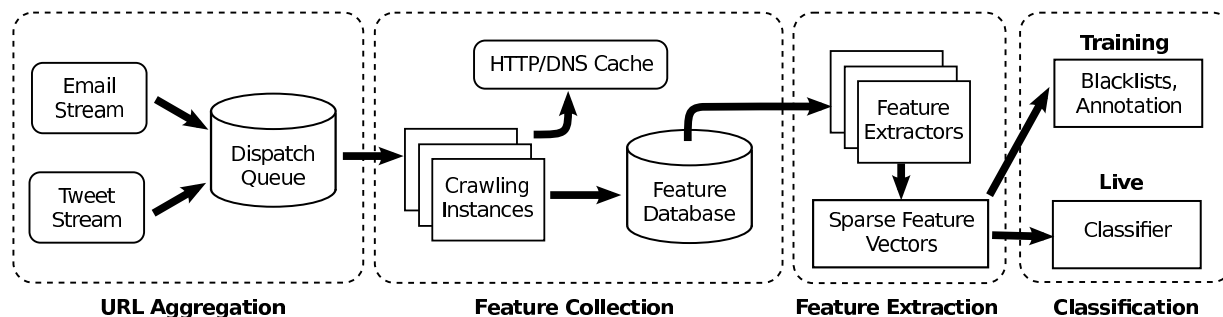 Email
Stream
Tweet
Stream
Dispatch
Queue
URL Aggregation
HTTP/DNS Cache
Crawling
Instances
Feature
Database
Feature Collection
Feature
Extractors
Sparse Feature
Vectors
Feature Extraction
Training
Blacklists,
Annotation
Live
Classifier
Classification